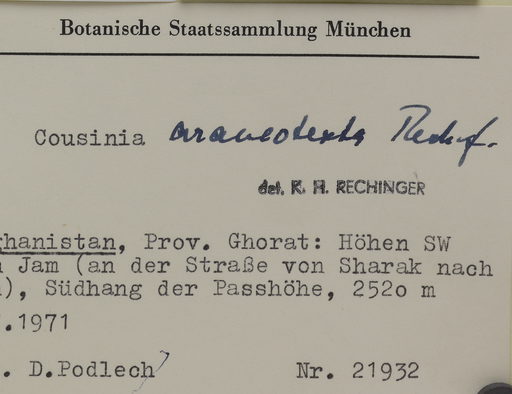 Botanische Staatssammlung München
Cousinia araneotexta Rech.f.
det. K. H. RECHINGER
ghanistan, Prov. Ghorat: Höhen SW
Jam (an der Straße von Sharak nach
), Südhang der Passhöhe, 2520 m
.1971
. D.Podlech
Nr. 21932